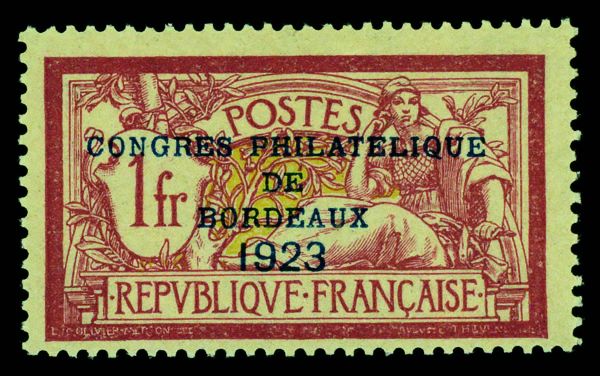 POSTES
CONGRES PHILATELIQUE
DE
1fr
BORDEAUX
1923
·REPVBLIQVE·FRANÇAISE·